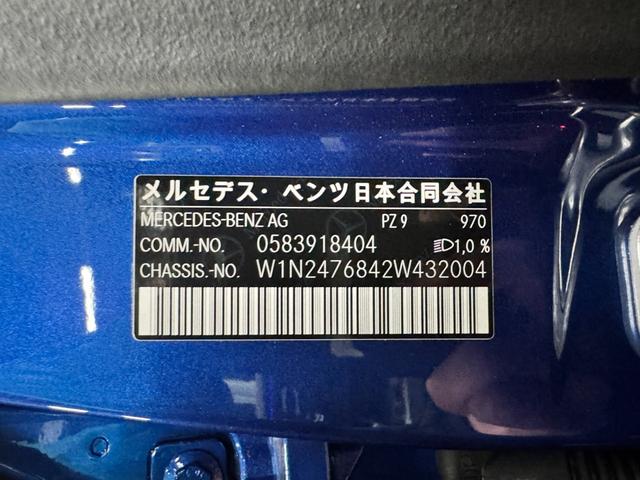 メルセデス・ベンツ日本合同会社
MERCEDES-BENZ AG PZ 9 970
COMM.-NO. 0583918404 1,0 %
CHASSIS.-NO. W1N2476842W432004